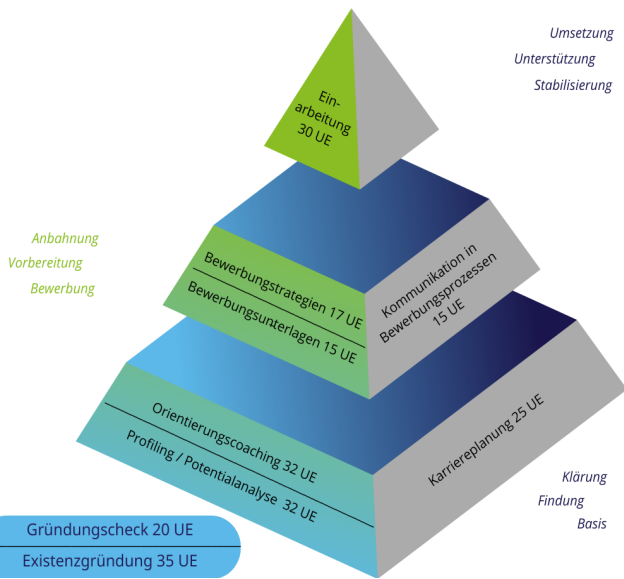 Umsetzung
Unterstützung
Stabilisierung
Ein-
arbeitung
30 UE
Anbahnung
Vorbereitung
Bewerbung
Bewerbungstrategien 17 UE
Bewerbungsunterlagen 15 UE
Kommunikation in
Bewerbungsprozessen
15 UE
Orientierungscoaching 32 UE
Profiling / Potentialanalyse 32 UE
Karriereplanung 25 UE
Klärung
Findung
Basis
Gründungscheck 20 UE
Existenzgründung 35 UE